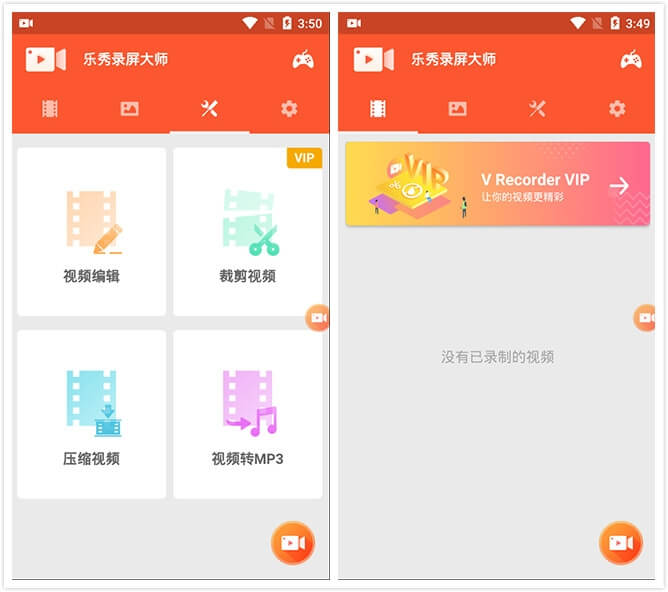 3:50
乐秀录屏大师
VIP
视频编辑
裁剪视频
压缩视频
视频转MP3
3:49
乐秀录屏大师
VIP
V Recorder VIP
让你的视频更精彩
没有已录制的视频